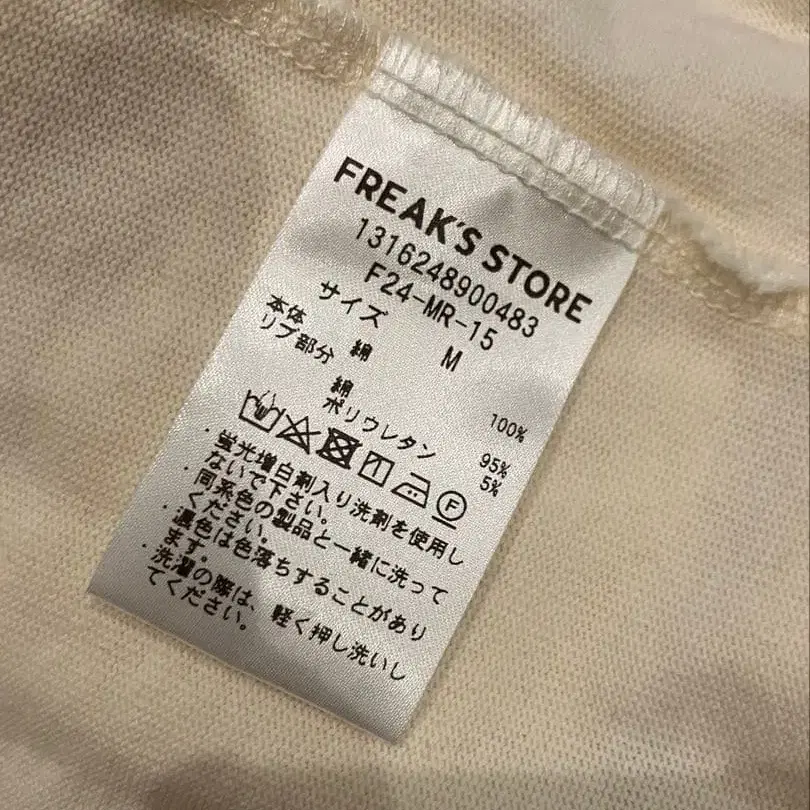 FREAK'S STORE
1316248900483
F24-MR-15
サイズ M
本体 綿 100%
リブ部分 綿 95%
ポリウレタン 5%
F
・蛍光増白剤入り洗剤を使用し
ないで下さい。
・同系色の製品と一緒に洗って
ください。
・濃色は色落ちすることがあり
ます。
・洗濯の際は、軽く押し洗いし
てください。